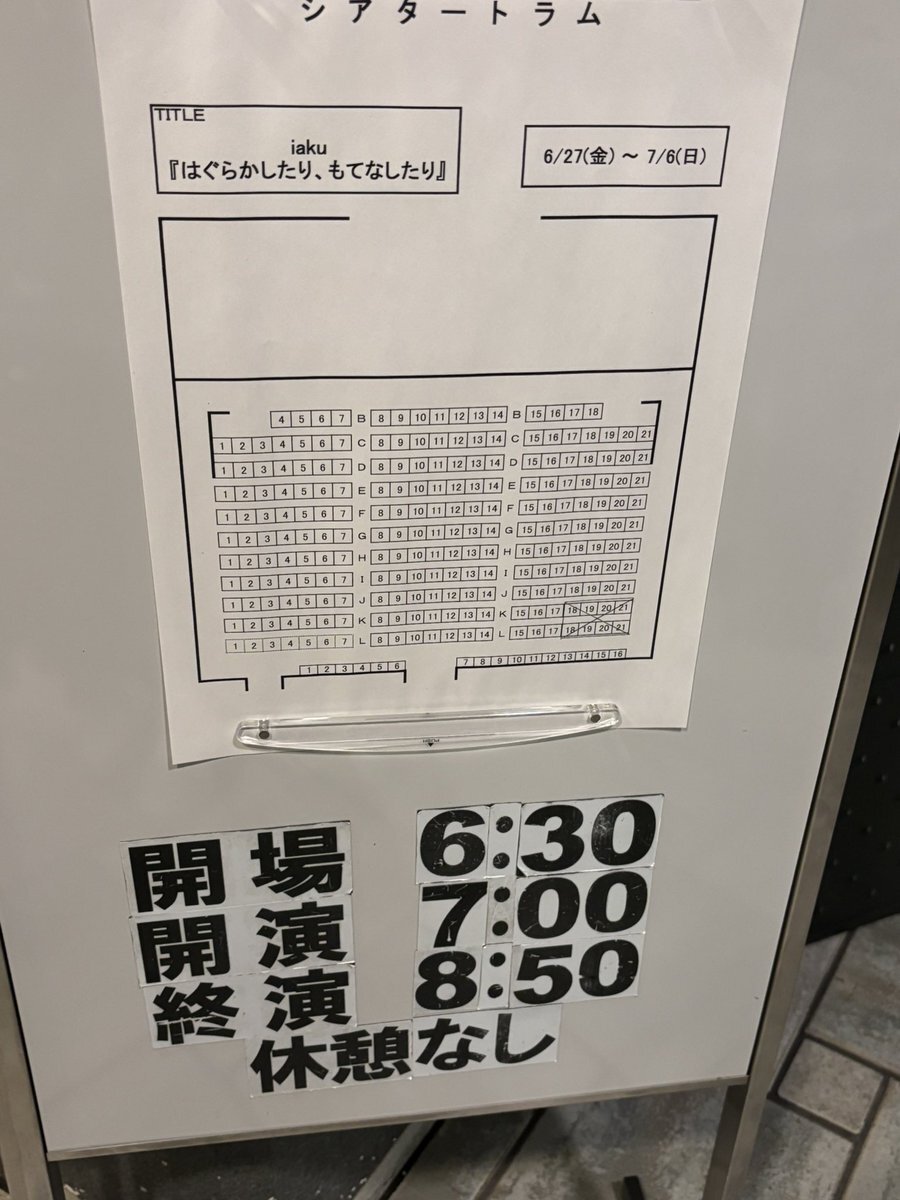 シアタートラム
TITLE
iaku
『はぐらかしたり、もてなしたり』
6/27(金) ～ 7/6(日)
4 5 6 7 B 8 9 10 11 12 13 14 B 15 16 17 18
1 2 3 4 5 6 7 C 8 9 10 11 12 13 14 C 15 16 17 18 19 20 21
1 2 3 4 5 6 7 D 8 9 10 11 12 13 14 D 15 16 17 18 19 20 21
1 2 3 4 5 6 7 E 8 9 10 11 12 13 14 E 15 16 17 18 19 20 21
1 2 3 4 5 6 7 F 8 9 10 11 12 13 14 F 15 16 17 18 19 20 21
1 2 3 4 5 6 7 G 8 9 10 11 12 13 14 G 15 16 17 18 19 20 21
1 2 3 4 5 6 7 H 8 9 10 11 12 13 14 H 15 16 17 18 19 20 21
1 2 3 4 5 6 7 I 8 9 10 11 12 13 14 I 15 16 17 18 19 20 21
1 2 3 4 5 6 7 J 8 9 10 11 12 13 14 J 15 16 17 18 19 20 21
1 2 3 4 5 6 7 K 8 9 10 11 12 13 14 K 15 16 17 18 19 20 21
1 2 3 4 5 6 7 L 8 9 10 11 12 13 14 L 15 16 17 18 19 20 21
1 2 3 4 5 6 7 8 9 10 11 12 13 14 15 16
PUSH
開場 6:30
開演 7:00
終演 8:50
休憩なし